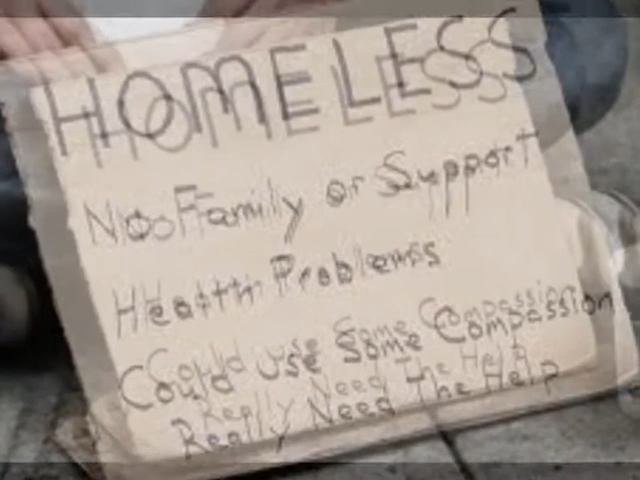 HOMELESS
No Family or Support
Health Problems
Could use Some Compassion
Really Need The Help